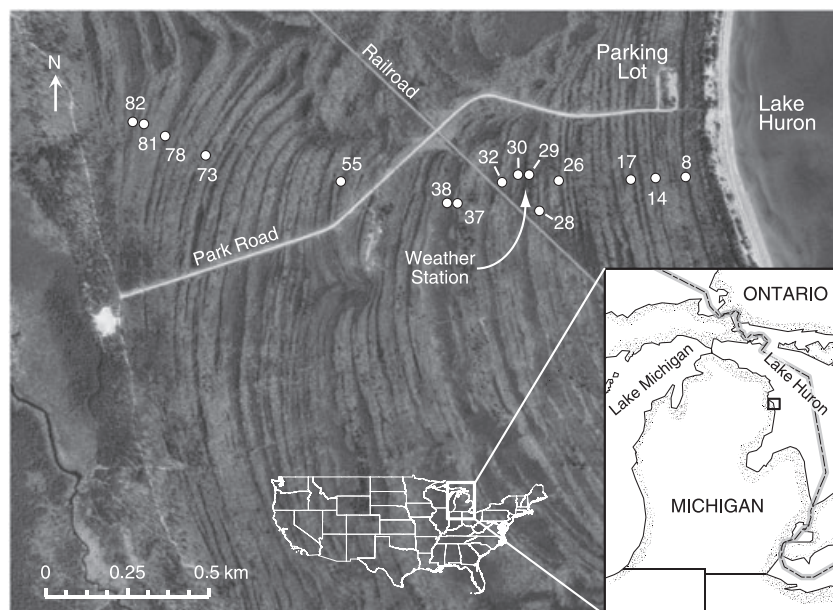 Parking
Lot
Railroad
Lake
Huron
N
82
81
78
73
55
32
30
29
26
17
14
8
38
37
28
Weather
Station
Park Road
ONTARIO
Lake Michigan
Lake Huron
MICHIGAN
0 0.25 0.5 km